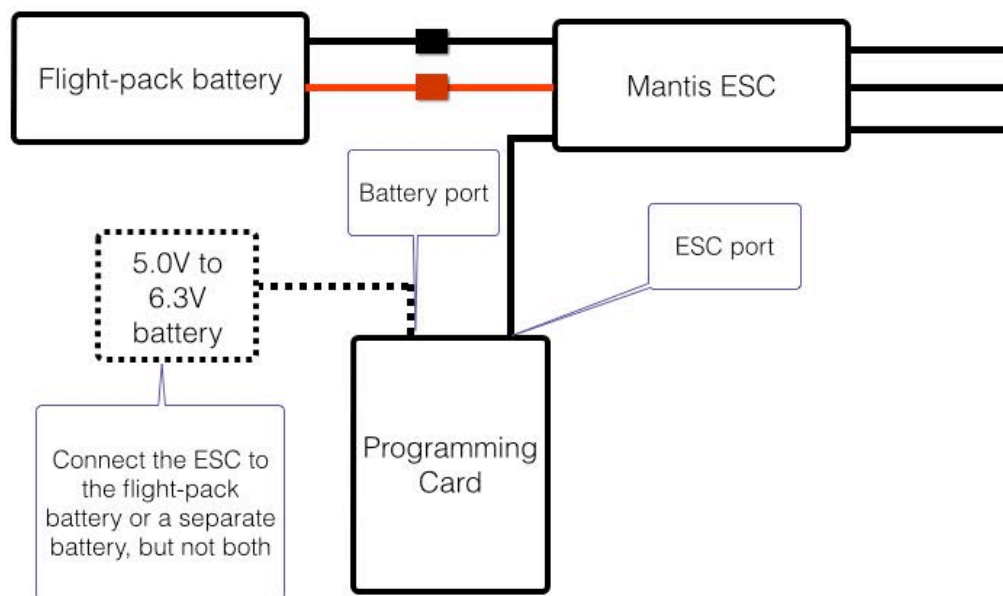 Flight-pack battery
Mantis ESC
Battery port
ESC port
5.0V to
6.3V
battery
Programming
Card
Connect the ESC to
the flight-pack
battery or a separate
battery, but not both